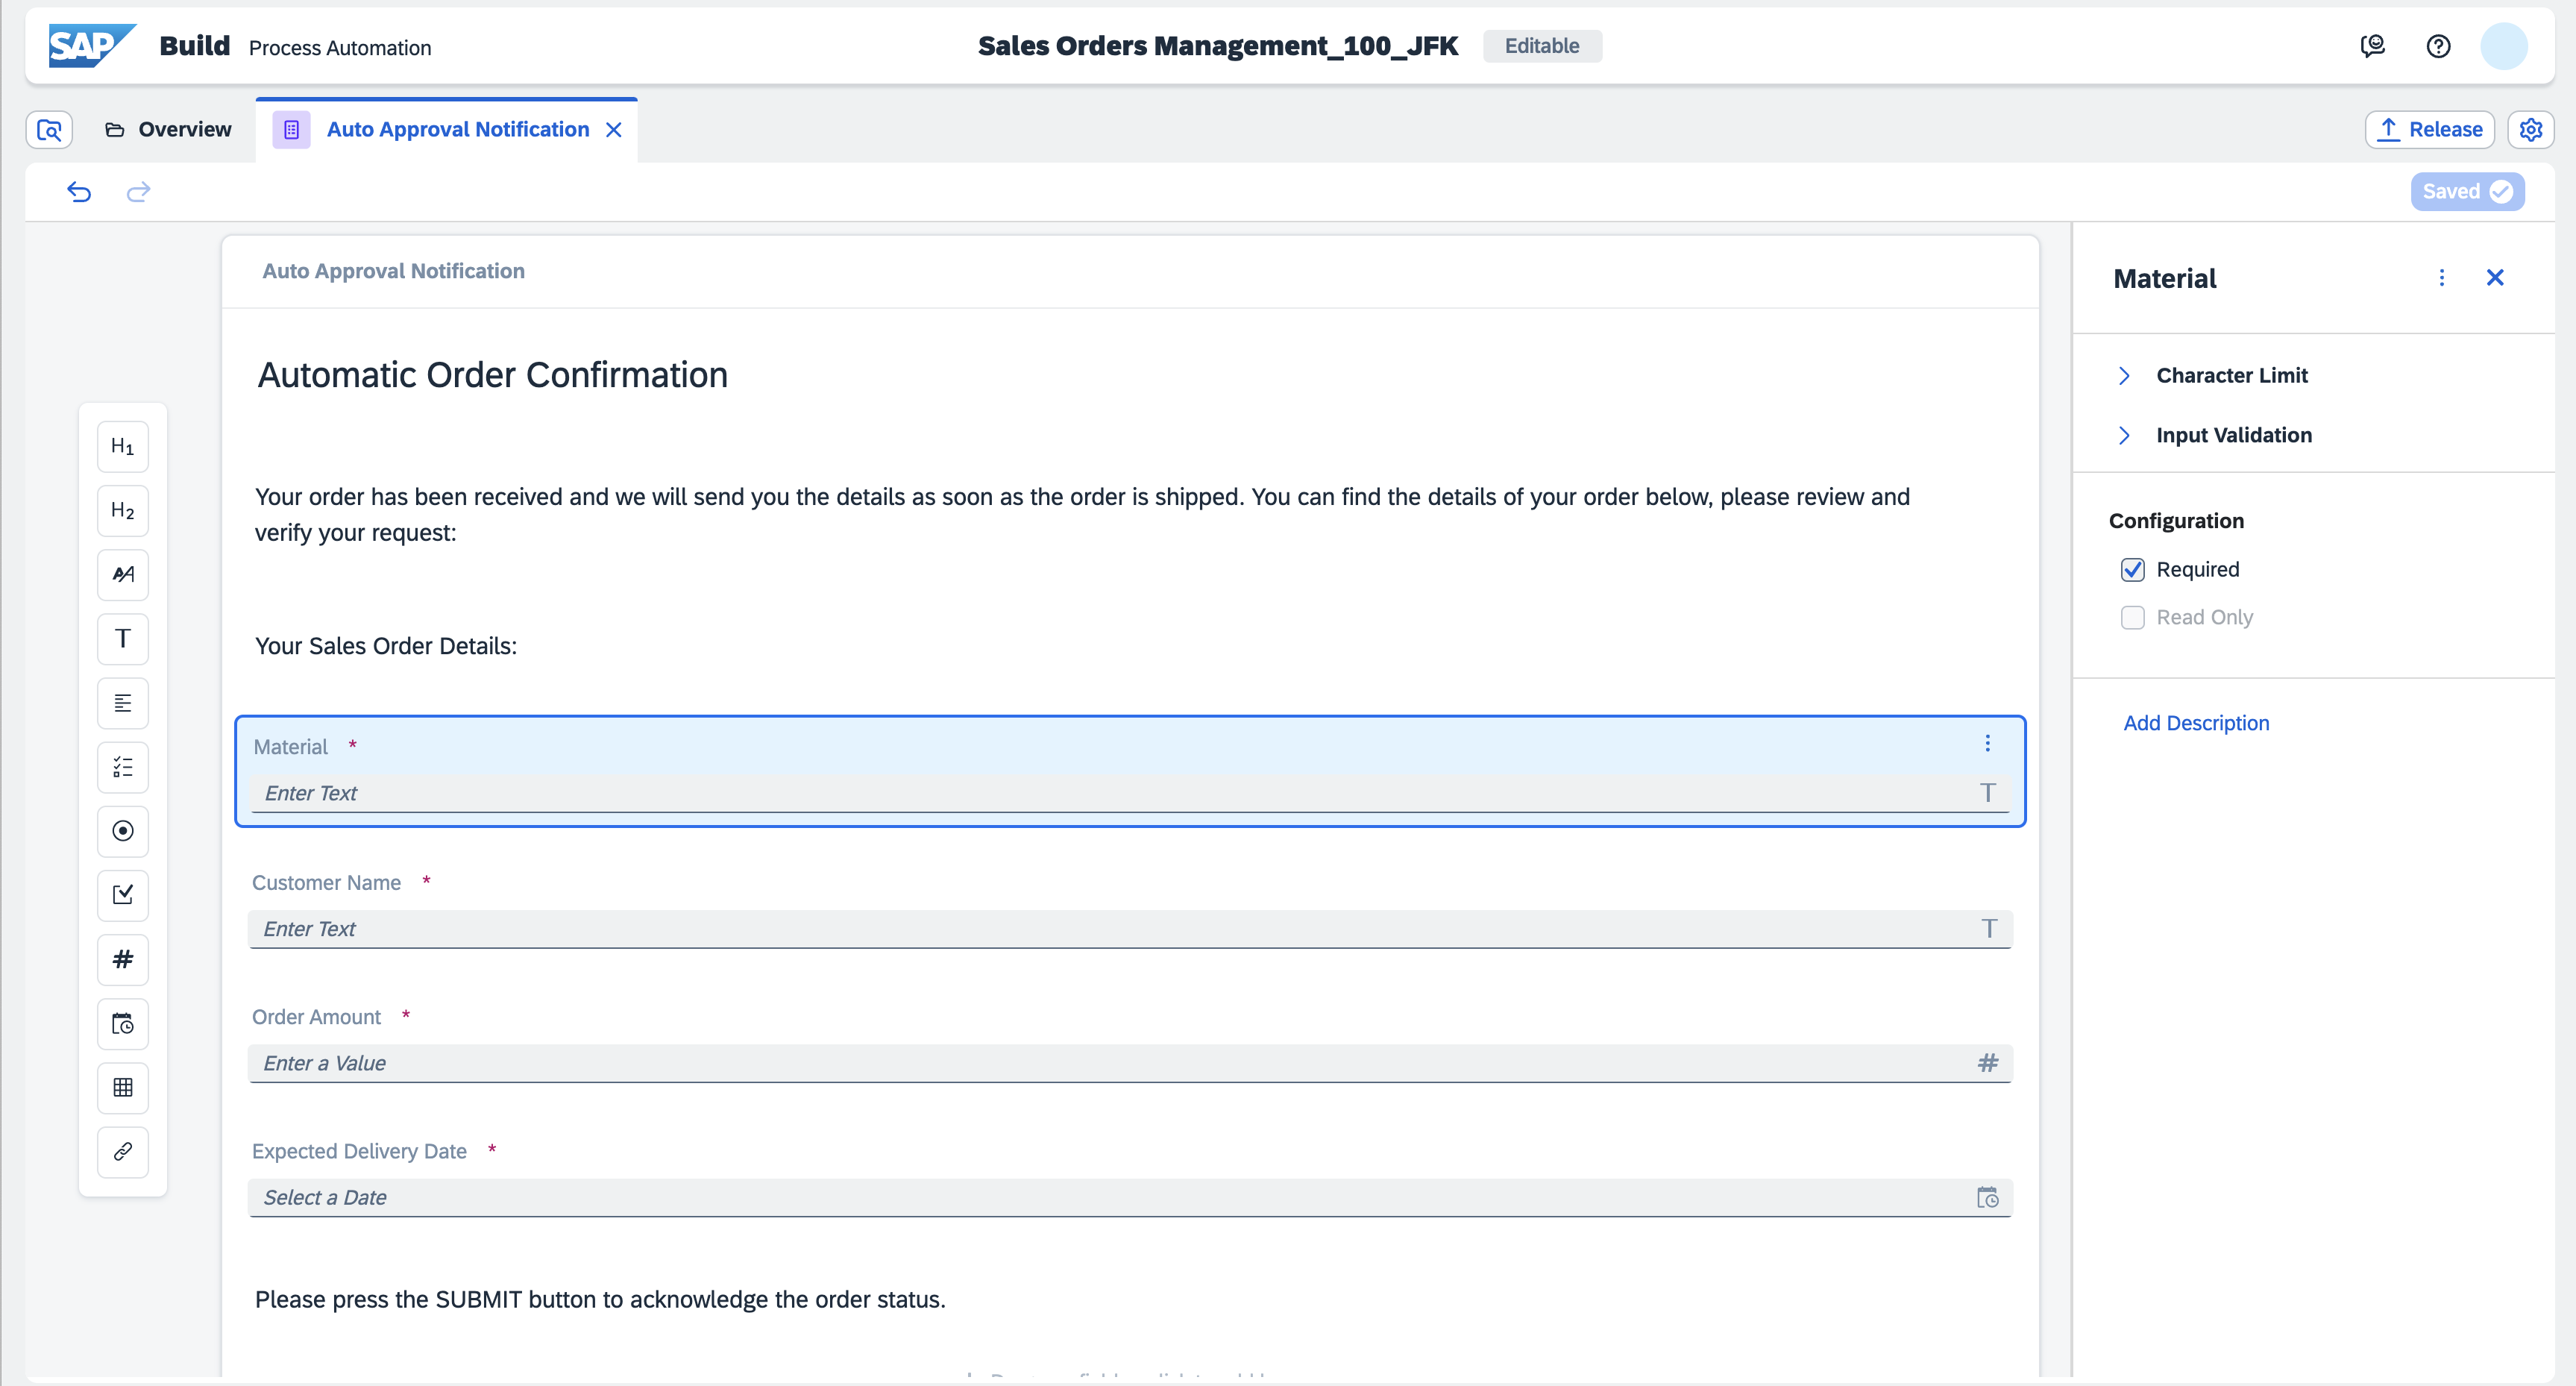 SAP Build Process Automation
Sales Orders Management_100_JFK Editable
Overview
Auto Approval Notification
Release
Saved
Auto Approval Notification
Automatic Order Confirmation
Your order has been received and we will send you the details as soon as the order is shipped. You can find the details of your order below, please review and
verify your request:
Your Sales Order Details:
H1
H2
T
#
Material *
Enter Text T
Customer Name *
Enter Text T
Order Amount *
Enter a Value #
Expected Delivery Date *
Select a Date
Please press the SUBMIT button to acknowledge the order status.
Material
Character Limit
Input Validation
Configuration
Required
Read Only
Add Description